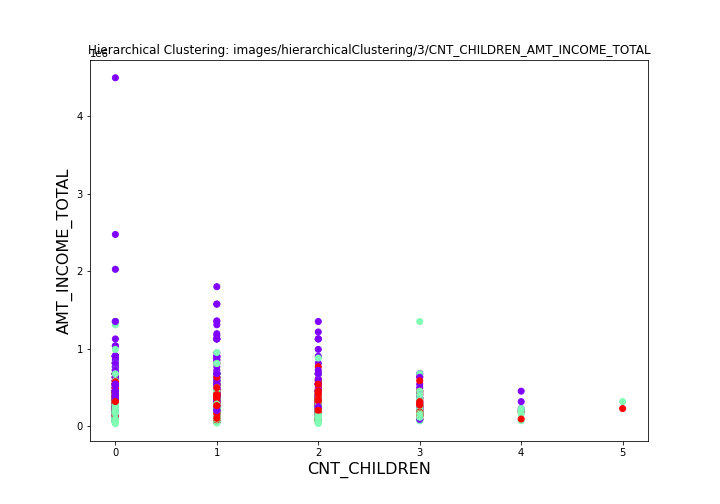 Hierarchical Clustering: images/hierarchicalClustering/3/CNT_CHILDREN_AMT_INCOME_TOTAL
1e6
4
3
2
1
0
AMT_INCOME_TOTAL
0 1 2 3 4 5
CNT_CHILDREN